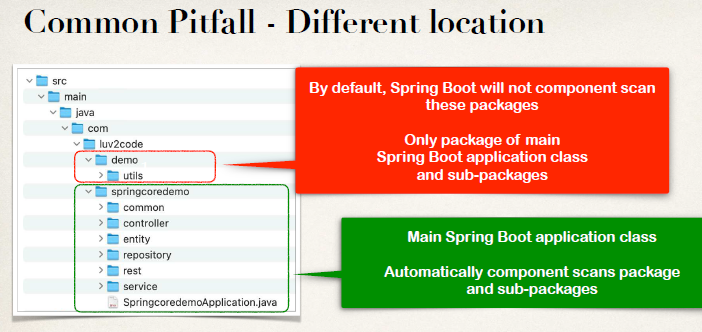 Common Pitfall - Different location
src
main
java
com
luv2code
demo
utils
springcoredemo
common
controller
entity
repository
rest
service
SpringcoredemoApplication.java
By default, Spring Boot will not component scan
these packages
Only package of main
Spring Boot application class
and sub-packages
Main Spring Boot application class
Automatically component scans package
and sub-packages